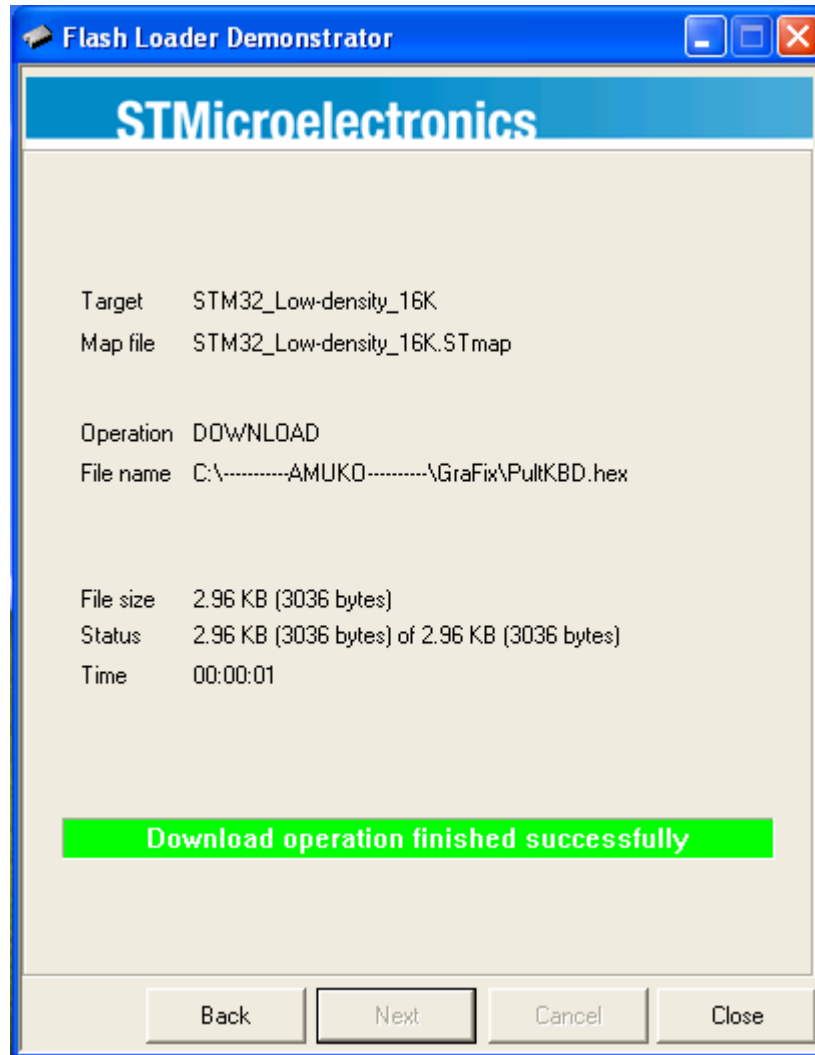 Flash Loader Demonstrator
STMicroelectronics
Target STM32_Low-density_16K
Map file STM32_Low-density_16K.STmap
Operation DOWNLOAD
File name C:\-----------AMUKO----------\GraFix\PultKBD.hex
File size 2.96 KB (3036 bytes)
Status 2.96 KB (3036 bytes) of 2.96 KB (3036 bytes)
Time 00:00:01
Download operation finished successfully
Back Next Cancel Close